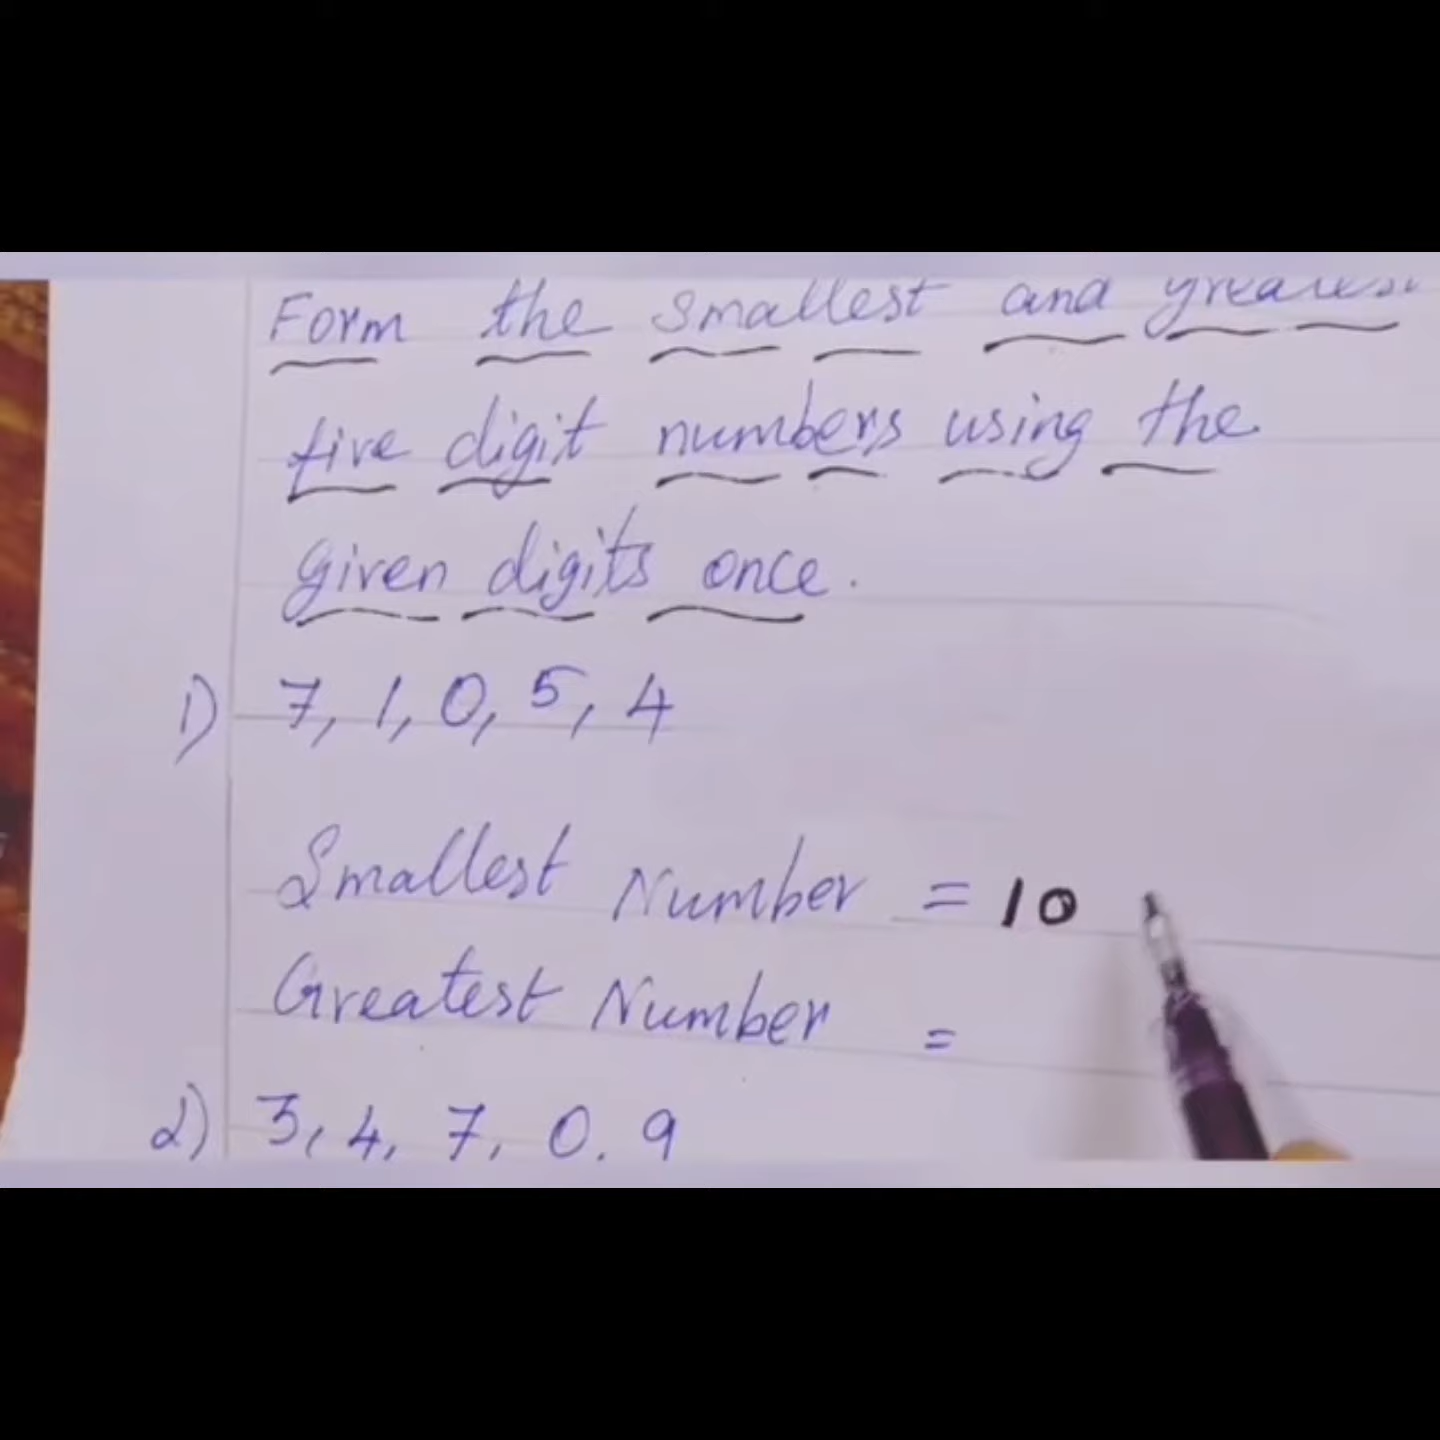 Form the smallest and greatest
five digit numbers using the
given digits once.
1) 7, 1, 0, 5, 4
Smallest Number = 10
Greatest Number =
2) 3, 4, 7, 0. 9